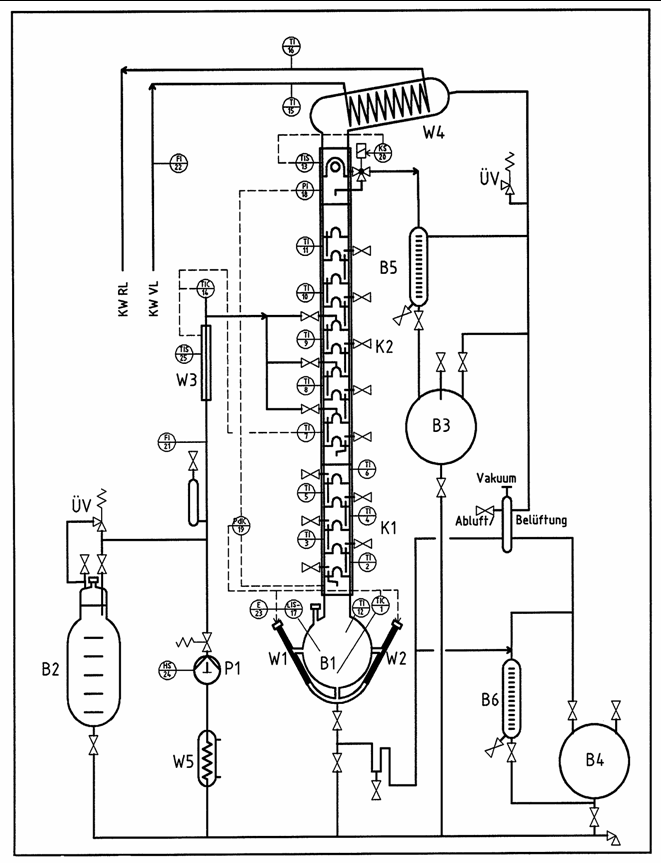 TI
16
TI
15
W4
FI
22
TIS
13
KS
20
PI
18
ÜV
TI
11
B5
KW RL
KW VL
TIC
14
TI
10
TI
9
K2
TIS
25
W3
TI
8
B3
TI
7
FI
21
TI
6
Vakuum
TI
5
ÜV
TI
4
Abluft
Belüftung
PdK
19
K1
TI
3
TI
2
E
23
LIS-
17
TI
12
TK
1
B2
HS
24
P1
W1
B1
W2
B6
W5
B4